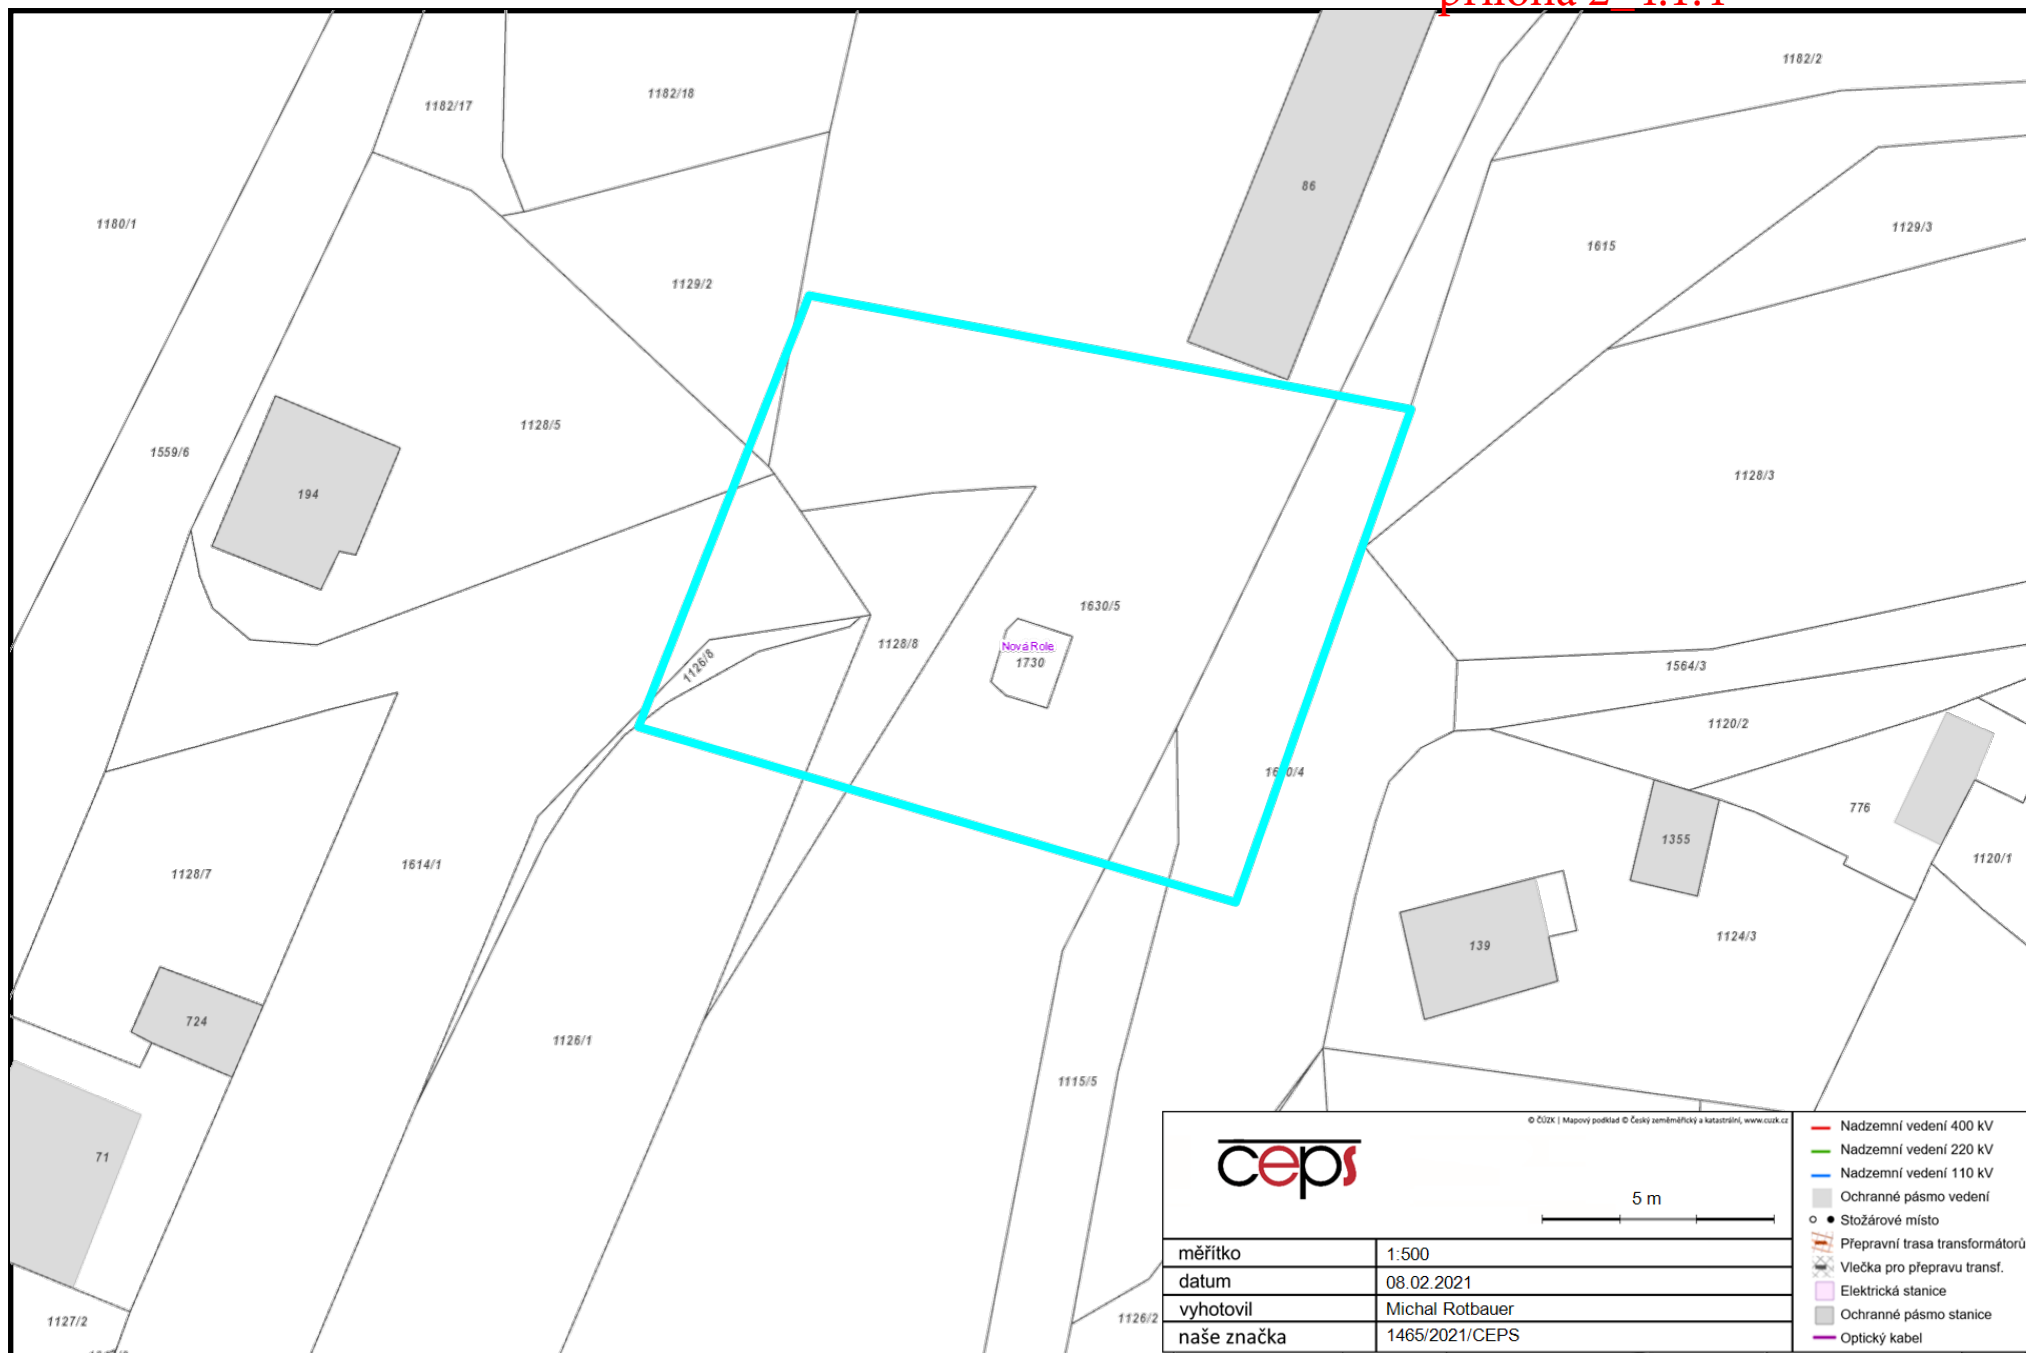 1182/2
1182/18
1182/17
86
1180/1
1129/3
1615
1129/2
1128/5
1559/6
1128/3
194
1630/5
1128/8
Nová Role
1730
1126/8
1564/3
1120/2
776
1355
1120/1
1128/7
1614/1
1124/3
139
724
1126/1
1115/5
71
1126/2
1127/2
© ČÚZK | Mapový podklad © Český zeměměřický a katastrální, www.cuzk.cz
čeps
5 m
měřítko 1:500
datum 08.02.2021
vyhotovil Michal Rotbauer
naše značka 1465/2021/CEPS
Nadzemní vedení 400 kV
Nadzemní vedení 220 kV
Nadzemní vedení 110 kV
Ochranné pásmo vedení
Stožárové místo
Přepravní trasa transformátorů
Vlečka pro přepravu transf.
Elektrická stanice
Ochranné pásmo stanice
Optický kabel